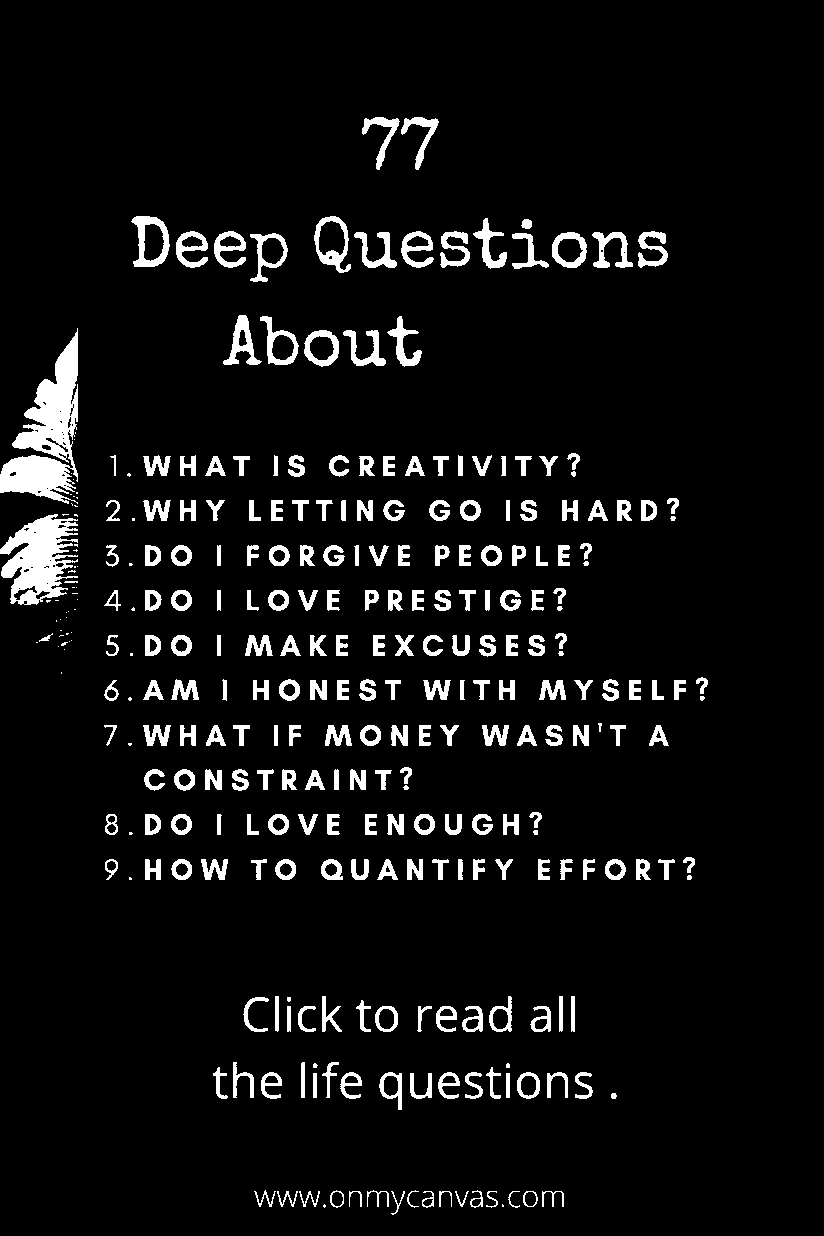 77
Deep Questions
About
1. WHAT IS CREATIVITY?
2. WHY LETTING GO IS HARD?
3. DO I FORGIVE PEOPLE?
4. DO I LOVE PRESTIGE?
5. DO I MAKE EXCUSES?
6. AM I HONEST WITH MYSELF?
7. WHAT IF MONEY WASN'T A
CONSTRAINT?
8. DO I LOVE ENOUGH?
9. HOW TO QUANTIFY EFFORT?
Click to read all
the life questions .
www.onmycanvas.com